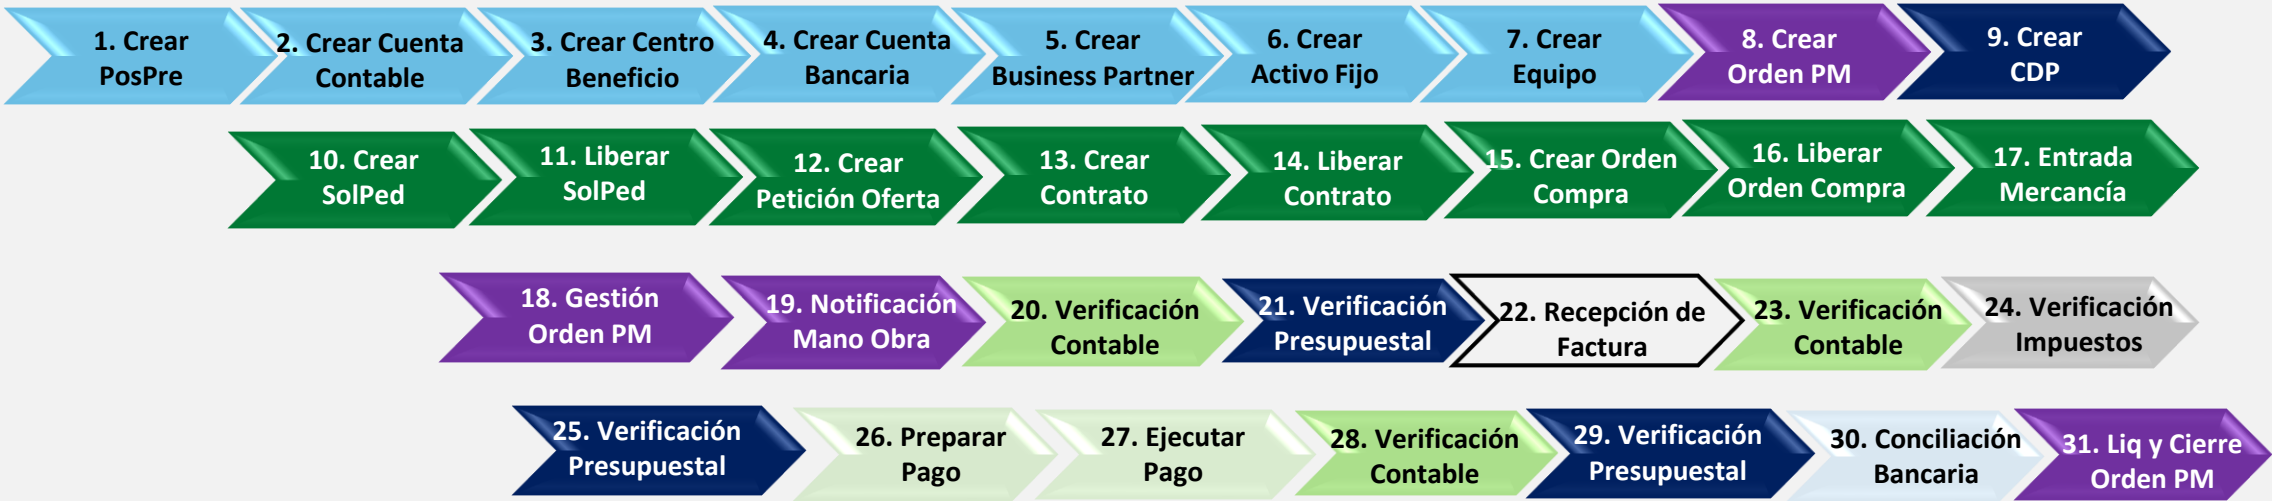 1. Crear
PosPre
2. Crear Cuenta
Contable
3. Crear Centro
Beneficio
4. Crear Cuenta
Bancaria
5. Crear
Business Partner
6. Crear
Activo Fijo
7. Crear
Equipo
8. Crear
Orden PM
9. Crear
CDP
10. Crear
SolPed
11. Liberar
SolPed
12. Crear
Petición Oferta
13. Crear
Contrato
14. Liberar
Contrato
15. Crear Orden
Compra
16. Liberar
Orden Compra
17. Entrada
Mercancía
18. Gestión
Orden PM
19. Notificación
Mano Obra
20. Verificación
Contable
21. Verificación
Presupuestal
22. Recepción de
Factura
23. Verificación
Contable
24. Verificación
Impuestos
25. Verificación
Presupuestal
26. Preparar
Pago
27. Ejecutar
Pago
28. Verificación
Contable
29. Verificación
Presupuestal
30. Conciliación
Bancaria
31. Liq y Cierre
Orden PM